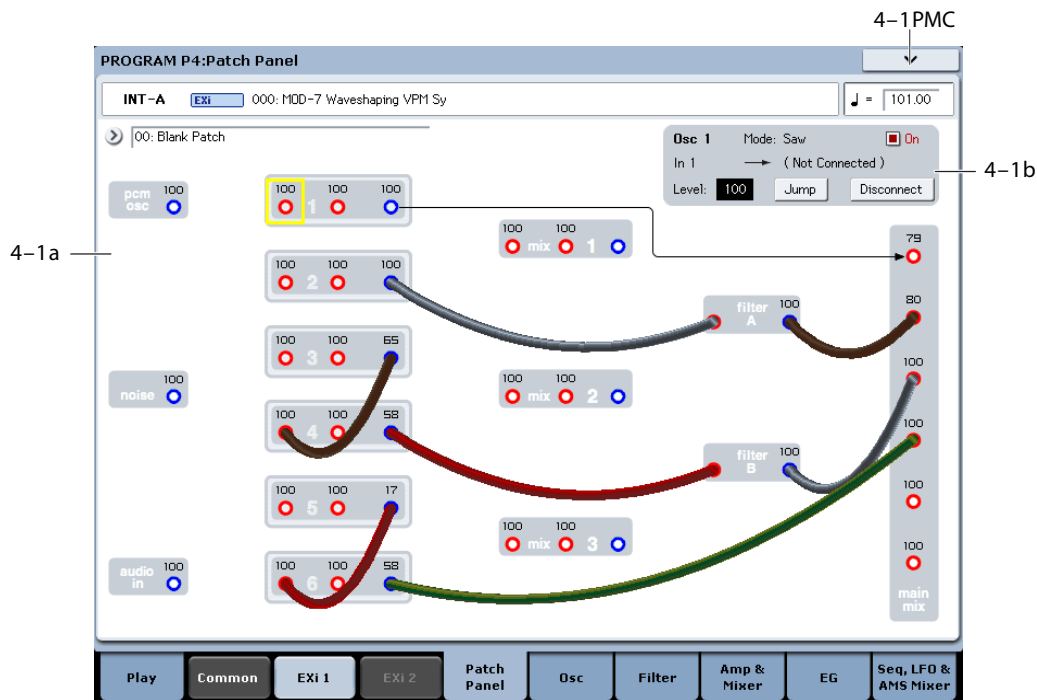 4–1PMC
PROGRAM P4:Patch Panel
INT-A EXi 000: MOD-7 Waveshaping VPM Sy ♩ = 101.00
00: Blank Patch
Osc 1 Mode: Saw On
In 1 → ( Not Connected )
Level: 100 Jump Disconnect
4–1b
4–1a
pcm osc 100
100 100 100
1
100 100
mix 1
79
100 100 100
2
filter A 100
80
100 100 65
3
100
noise 100
100 100
mix 2
100 100 58
4
filter B 100
100
100 100 17
5
100
100 100
mix 3
audio in 100
100 100 58
6
100
main mix
Play Common EXi 1 EXi 2 Patch Panel Osc Filter Amp & Mixer EG Seq, LFO & AMS Mixer